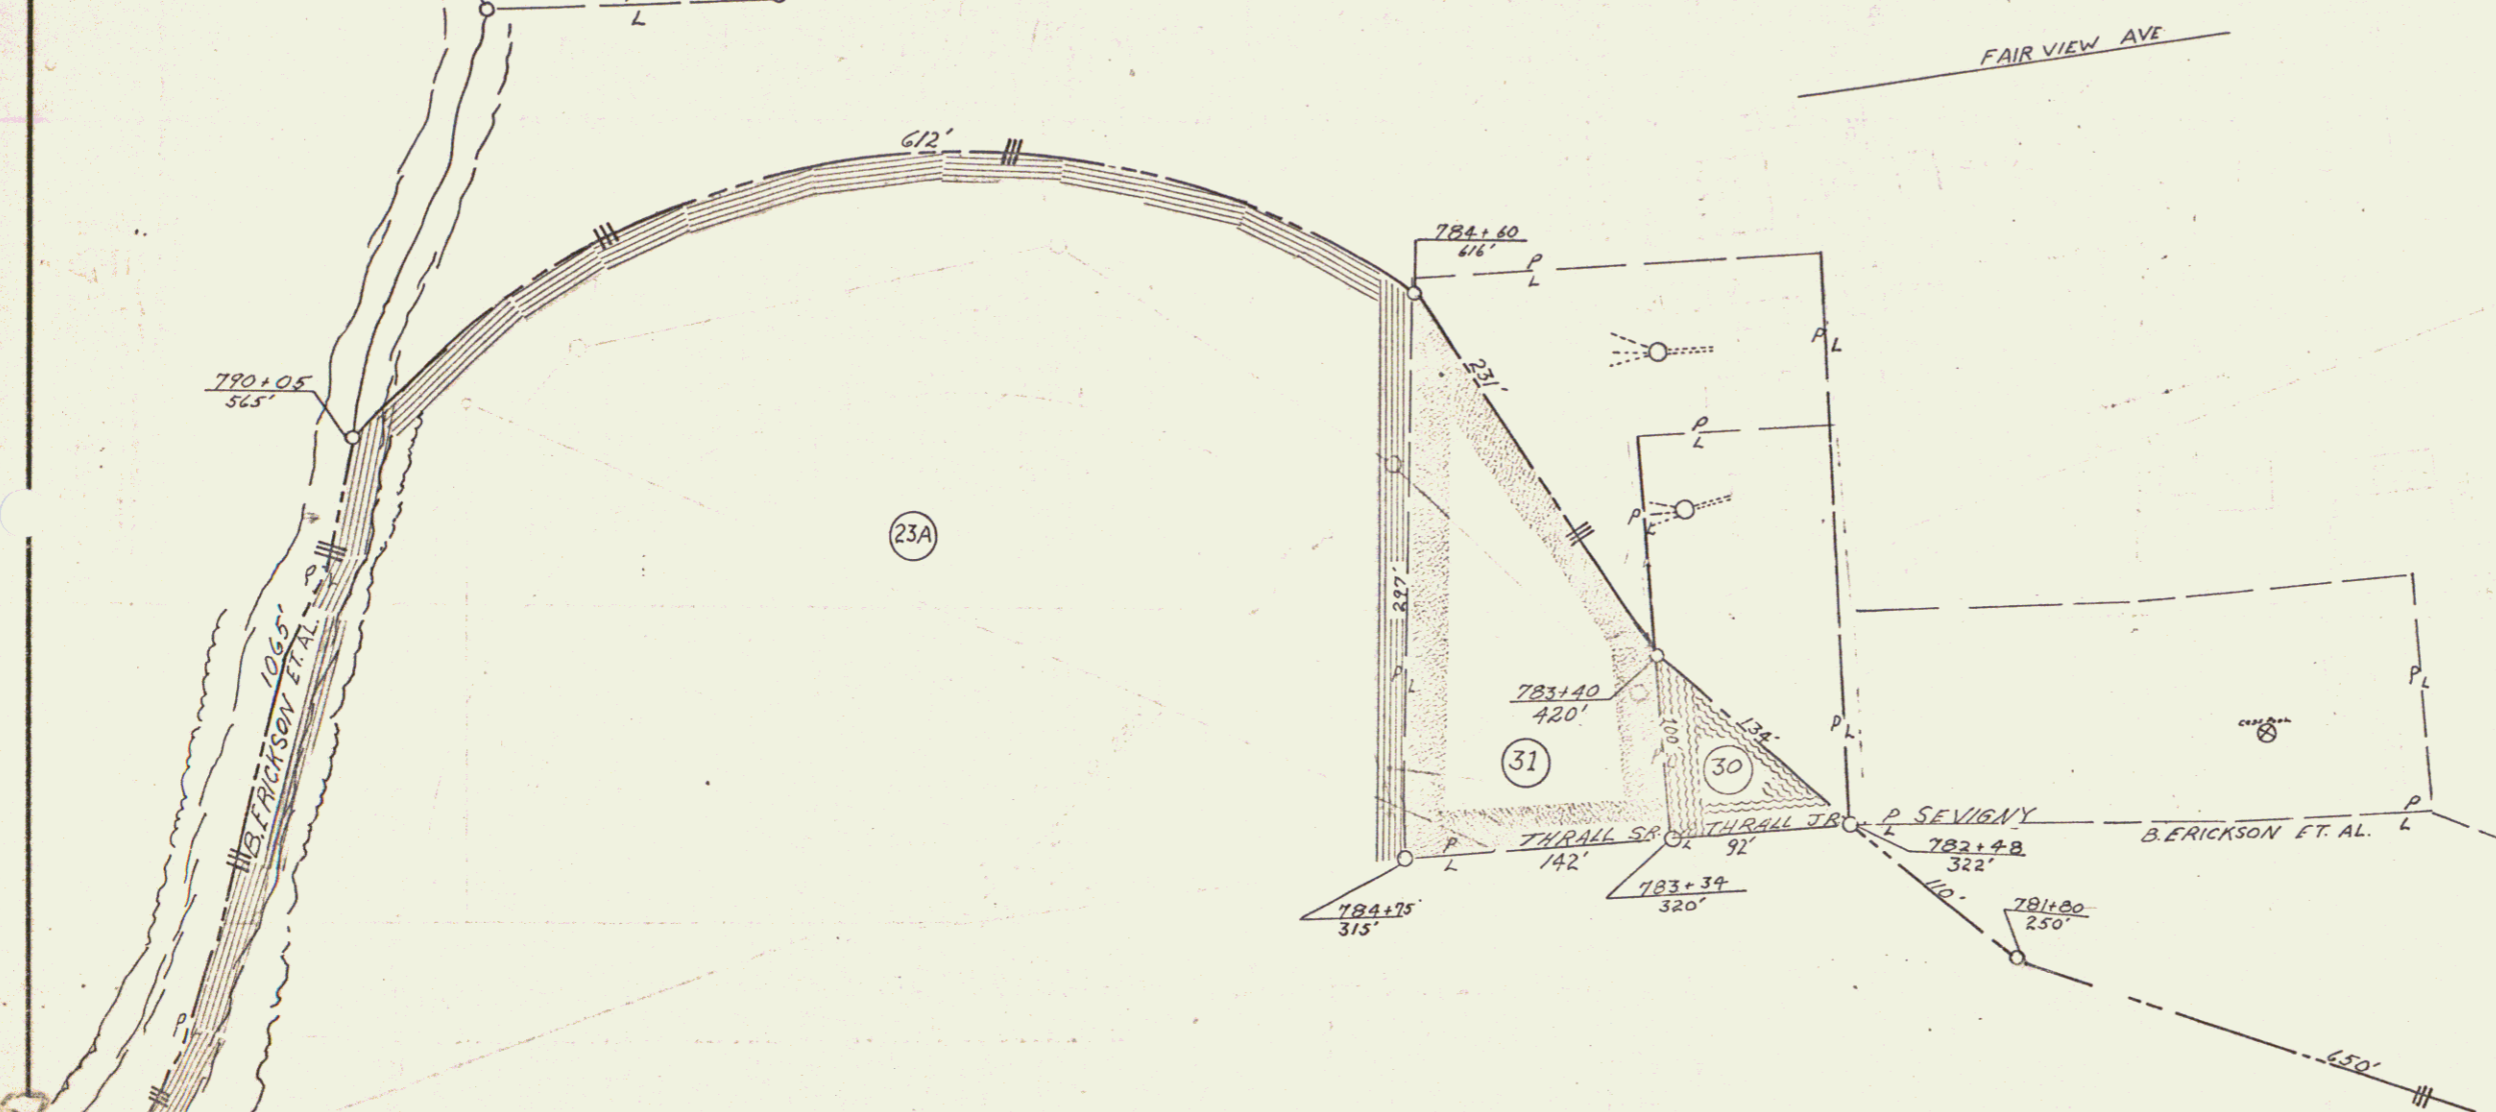 L
FAIRVIEW AVE
612'
784+60
616'
P
L
P
L
231'
790+05
565'
P
L
23A
P
L
P
L
1065'
B. ERICKSON ET. AL.
297'
P
L
783+40
420'
100'
134'
P
L
P
L
31
30
P
L
THRALL SR.
142'
L
THRALL JR
92'
P
L
SEVIGNY
B. ERICKSON ET. AL.
P
L
782+48
322'
783+34
320'
784+75
315'
110'
781+80
250'
P
650'